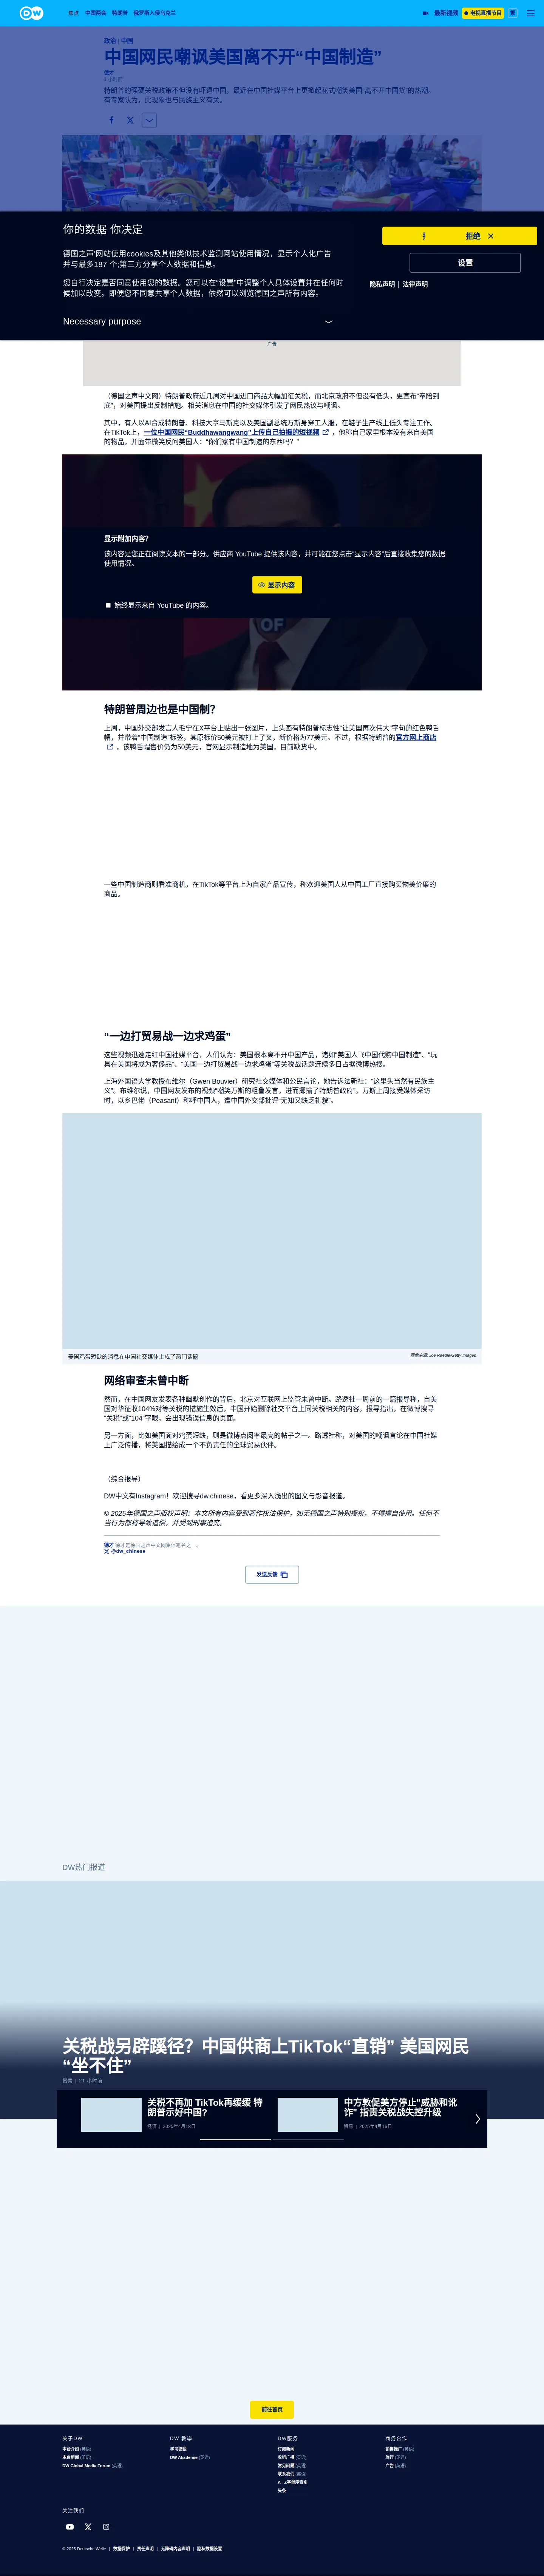 DW
焦点 中国两会 特朗普 俄罗斯入侵乌克兰
最新视频
电视直播节目
繁
政治 | 中国
中国网民嘲讽美国离不开“中国制造”
德才
2 小时前
特朗普的强硬关税政策不但没有吓退中国，最近在中国社媒平台上更掀起花式嘲笑美国“离不开中国货”的热潮。
有专家认为，此现象也与民族主义有关。
你的数据 你决定
德国之声'网站使用cookies及其他类似技术监测网站使用情况，显示个人化广告
并与最多187 个;第三方分享个人数据和信息。
您自行决定是否同意使用您的数据。您可以在“设置”中调整个人具体设置并在任何时
候加以改变。即便您不同意共享个人数据，依然可以浏览德国之声所有内容。
Necessary purpose
拒绝
设置
隐私声明 | 法律声明
广告
（德国之声中文网）特朗普政府近几周对中国进口商品大幅加征关税，而北京政府不但没有低头，更宣布“奉陪到
底”，对美国提出反制措施。相关消息在中国的社交媒体引发了网民热议与嘲讽。
其中，有人以AI合成特朗普、科技大亨马斯克以及美国副总统万斯身穿工人服，在鞋子生产线上低头专注工作。
在TikTok上，一位中国网民“Buddhawangwang”上传自己拍摄的短视频 ，他称自己家里根本没有来自美国
的物品，并面带微笑反问美国人：“你们家有中国制造的东西吗？”
显示附加内容?
该内容是您正在阅读文本的一部分。供应商 YouTube 提供该内容，并可能在您点击“显示内容”后直接收集您的数据
使用情况。
显示内容
始终显示来自 YouTube 的内容。
OF
特朗普周边也是中国制？
上周，中国外交部发言人毛宁在X平台上贴出一张图片，上头画有特朗普标志性“让美国再次伟大”字句的红色鸭舌
帽，并带着“中国制造”标签，其原标价50美元被打上了叉，新价格为77美元。不过，根据特朗普的官方网上商店
，该鸭舌帽售价仍为50美元，官网显示制造地为美国，目前缺货中。
一些中国制造商则看准商机，在TikTok等平台上为自家产品宣传，称欢迎美国人从中国工厂直接购买物美价廉的
商品。
“一边打贸易战一边求鸡蛋”
这些视频迅速走红中国社媒平台，人们认为：美国根本离不开中国产品，诸如“美国人飞中国代购中国制造”、“玩
具在美国将成为奢侈品”、“美国一边打贸易战一边求鸡蛋”等关税战话题连续多日占据微博热搜。
上海外国语大学教授布维尔（Gwen Bouvier）研究社交媒体和公民言论，她告诉法新社：“这里头当然有民族主
义”。布维尔说，中国网友发布的视频“嘲笑万斯的粗鲁发言，进而揶揄了特朗普政府”。万斯上周接受媒体采访
时，以乡巴佬（Peasant）称呼中国人，遭中国外交部批评“无知又缺乏礼貌”。
美国鸡蛋短缺的消息在中国社交媒体上成了热门话题
图像来源: Joe Raedle/Getty Images
网络审查未曾中断
然而，在中国网友发表各种幽默创作的背后，北京对互联网上监管未曾中断。路透社一周前的一篇报导称，自美
国对华征收104%对等关税的措施生效后，中国开始删除社交平台上同关税相关的内容。报导指出，在微博搜寻
“关税”或“104”字眼，会出现错误信息的页面。
另一方面，比如美国面对鸡蛋短缺，则是微博点阅率最高的帖子之一。路透社称，对美国的嘲讽言论在中国社媒
上广泛传播，将美国描绘成一个不负责任的全球贸易伙伴。
（综合报导）
DW中文有Instagram！欢迎搜寻dw.chinese，看更多深入浅出的图文与影音报道。
© 2025年德国之声版权声明：本文所有内容受到著作权法保护，如无德国之声特别授权，不得擅自使用。任何不
当行为都将导致追偿，并受到刑事追究。
德才 德才是德国之声中文网集体笔名之一。
@dw_chinese
发送反馈
DW热门报道
关税战另辟蹊径？中国供商上TikTok“直销” 美国网民
“坐不住”
贸易 | 21 小时前
关税不再加 TikTok再缓缓 特
朗普示好中国?
经济 | 2025年4月18日
中方敦促美方停止"威胁和讹
诈" 指责关税战失控升级
贸易 | 2025年4月16日
前往首页
关于DW
本台介绍 (英语)
本台新闻 (英语)
DW Global Media Forum (英语)
DW 教學
学习德语
DW Akademie (英语)
DW服务
订阅新闻
收听广播 (英语)
常见问题 (英语)
联系我们 (英语)
A - Z字母序索引
头条
商务合作
销售推广 (英语)
旅行 (英语)
广告 (英语)
关注我们
© 2025 Deutsche Welle | 数据保护 | 责任声明 | 无障碍内容声明 | 隐私数据设置